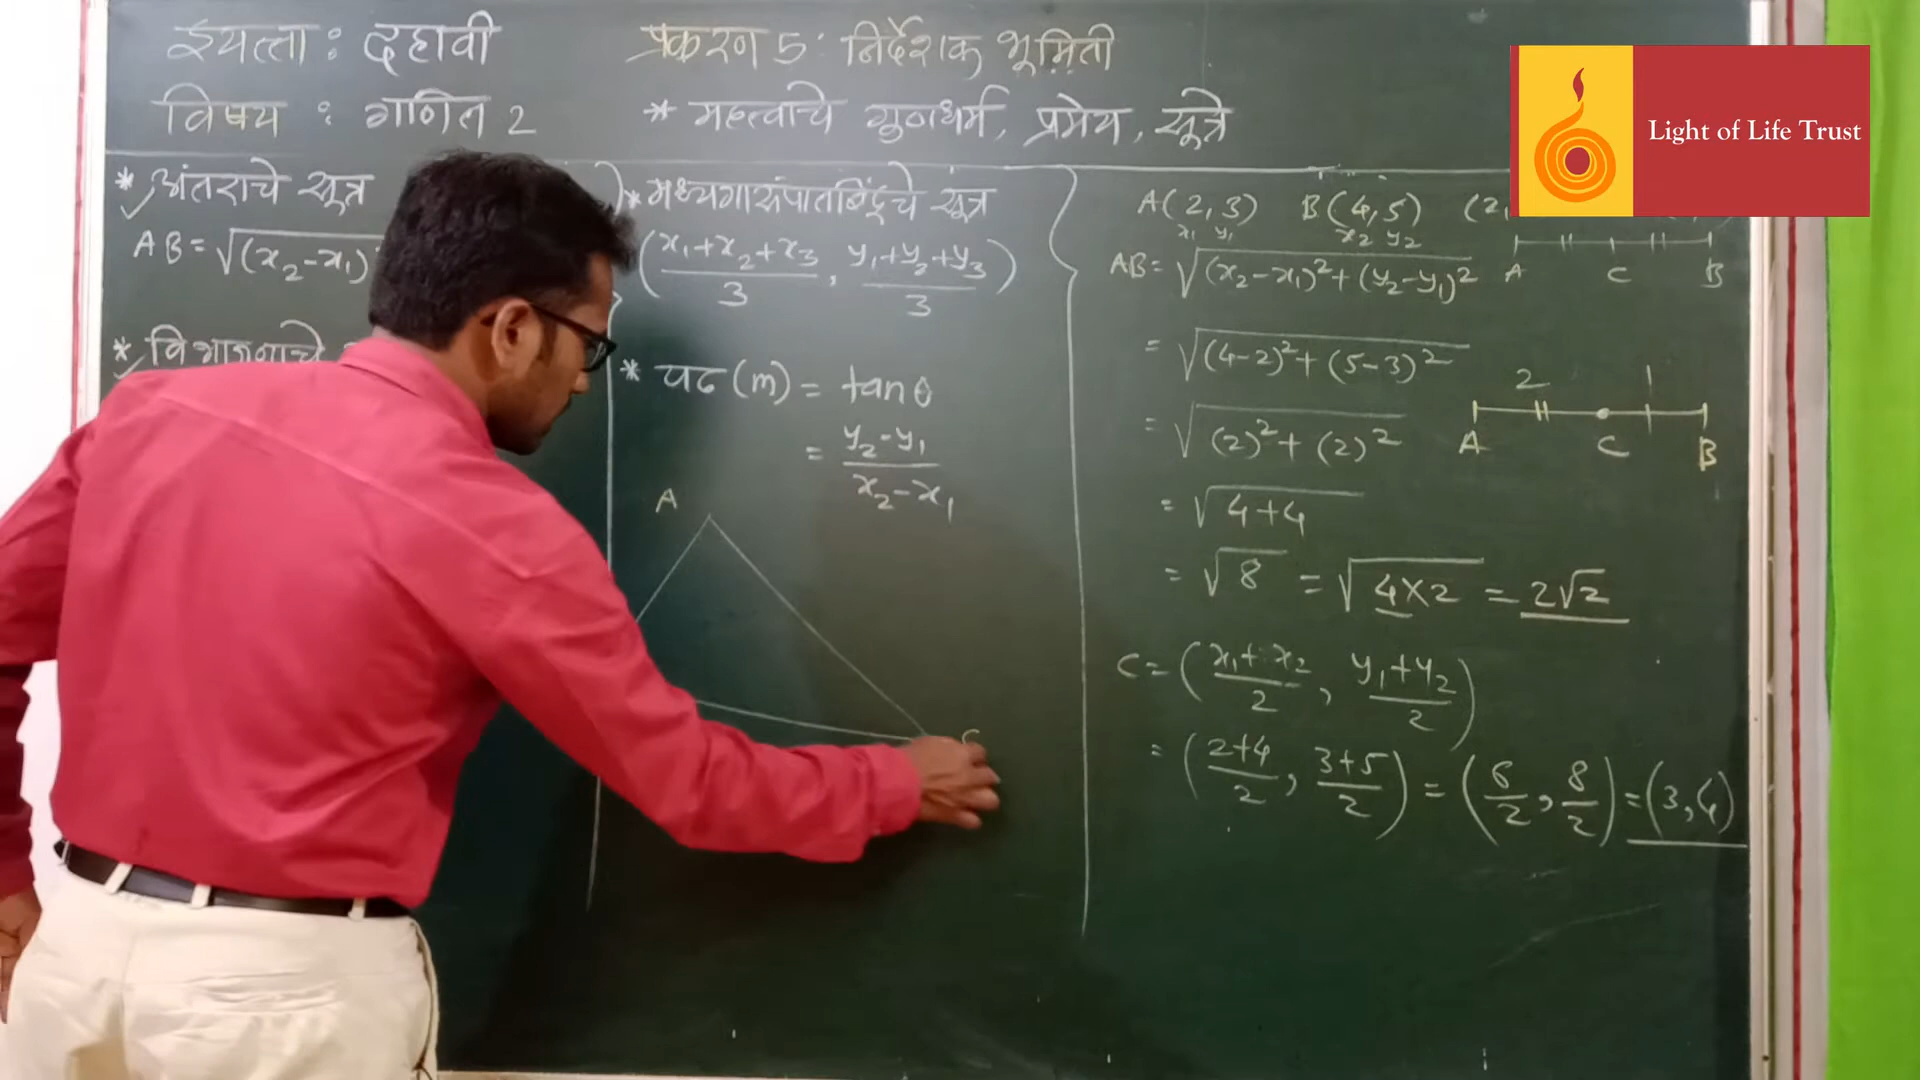 इयत्ता : दहावी
प्रकरण 5 : निर्देशक भूमिती
विषय : गणित 2
* महत्वाचे गुणधर्म, प्रमेय, सूत्रे
Light of Life Trust
* अंतराचे सूत्र
AB = √(x₂-x₁)
* विभाजनाचे
* मध्यगासंपातबिंदूचे सूत्र
(x₁+x₂+x₃/3, y₁+y₂+y₃/3)
* चढ (m) = tan θ
= y₂-y₁/x₂-x₁
A
A(2,3) B(4,5) (2,
x₁ y₁ x₂ y₂
AB = √(x₂-x₁)²+(y₂-y₁)²
A C B
= √(4-2)²+(5-3)²
2 1
A C B
= √(2)²+(2)²
= √4+4
= √8 = √4×2 = 2√2
C = (x₁+x₂/2, y₁+y₂/2)
= (2+4/2, 3+5/2) = (6/2, 8/2) = (3,4)